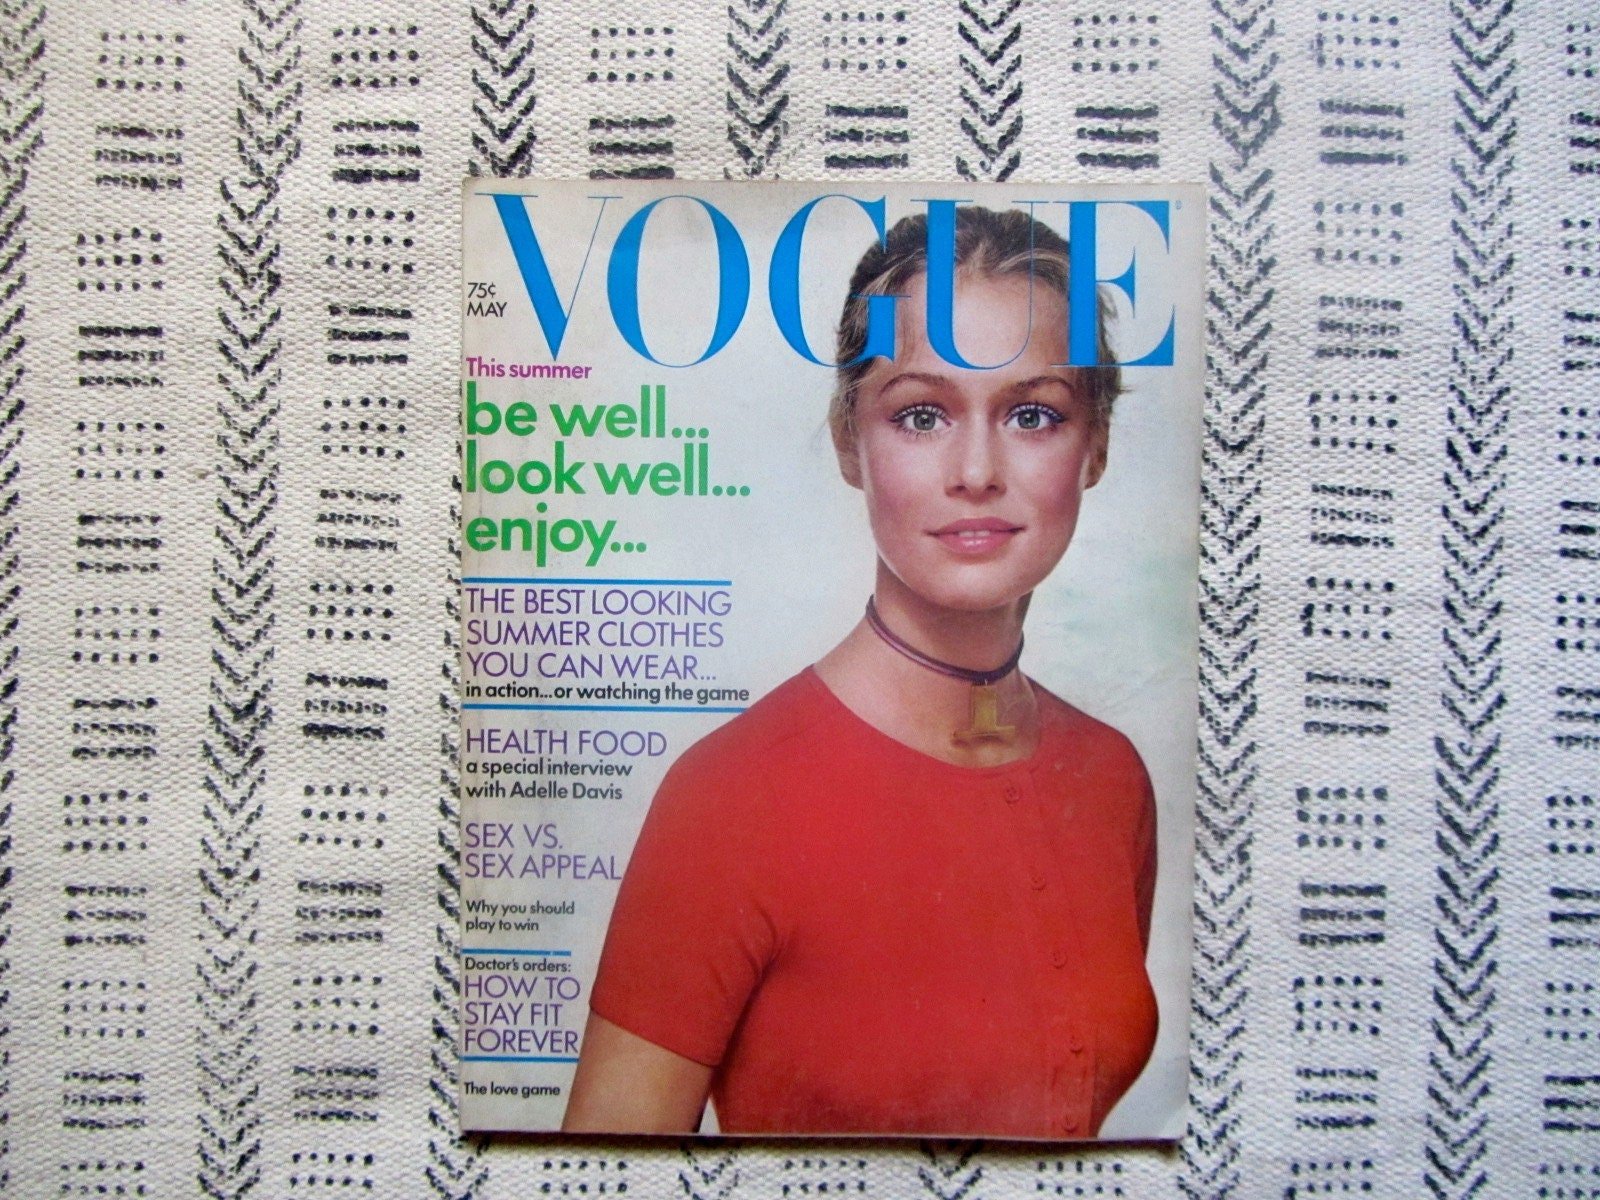 VOGUE
75¢
MAY
This summer
be well...
look well...
enjoy...
THE BEST LOOKING
SUMMER CLOTHES
YOU CAN WEAR...
in action...or watching the game
HEALTH FOOD
a special interview
with Adelle Davis
SEX VS.
SEX APPEAL
Why you should
play to win
Doctor's orders:
HOW TO
STAY FIT
FOREVER
The love game
L